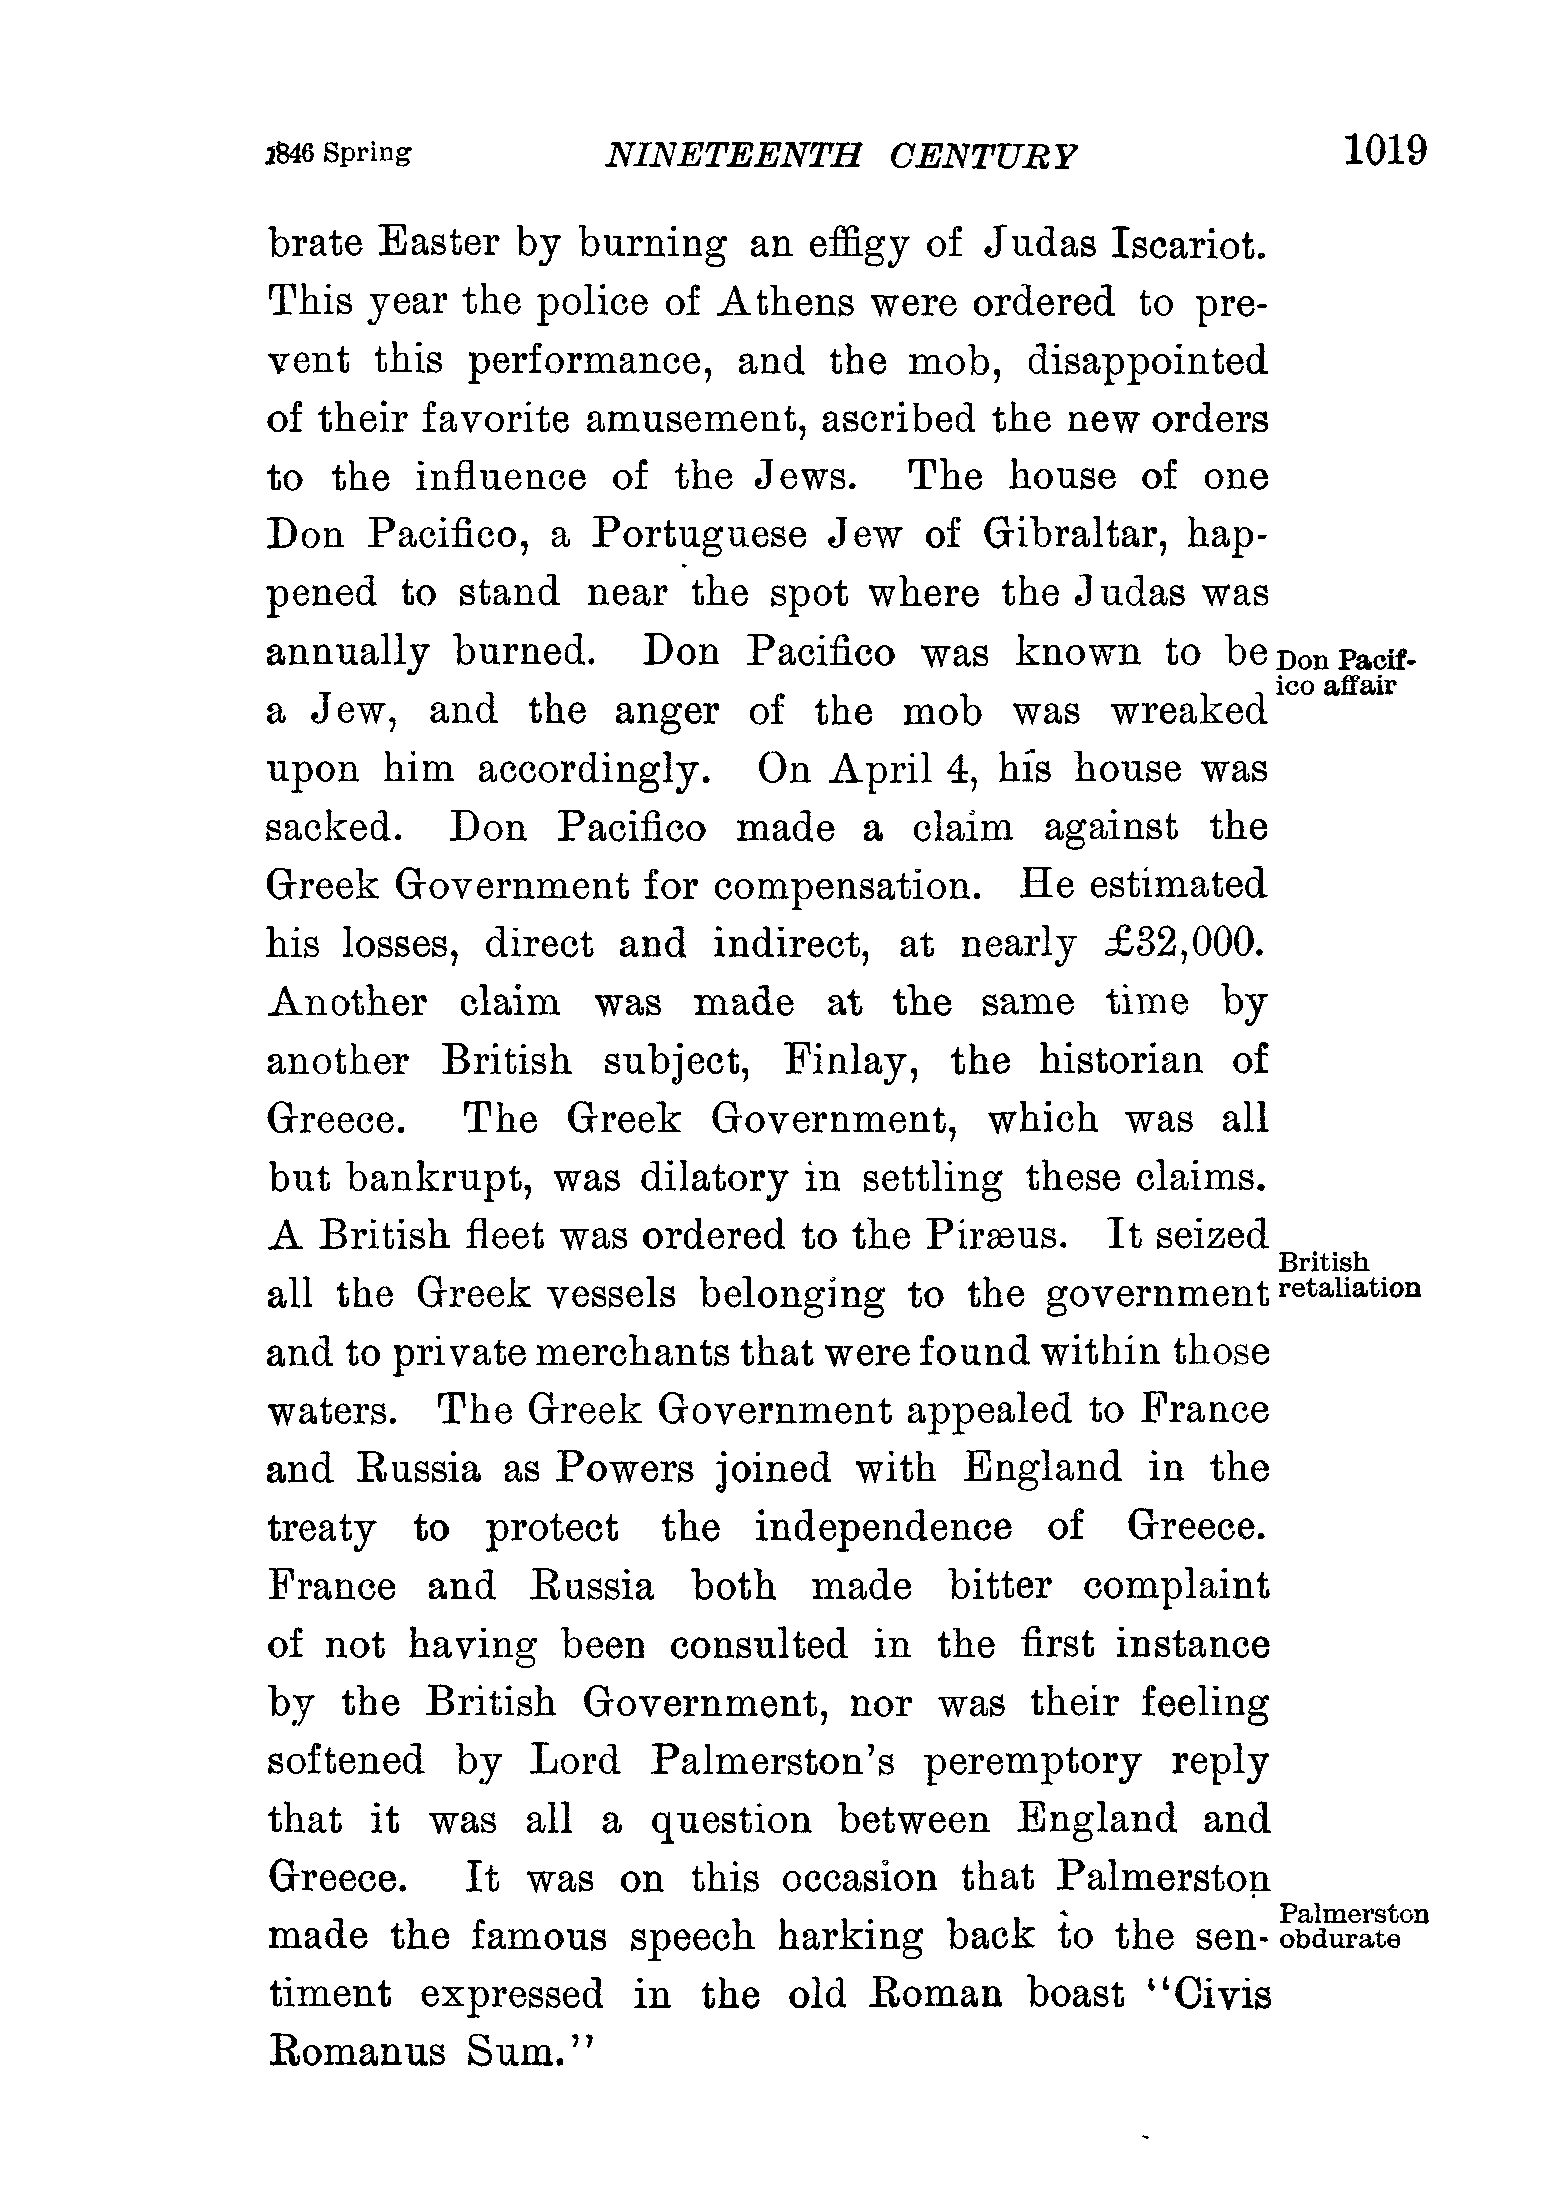 1846 Spring NINETEENTH CENTURY 1019
brate Easter by burning an effigy of Judas Iscariot.
This year the police of Athens were ordered to pre-
vent this performance, and the mob, disappointed
of their favorite amusement, ascribed the new orders
to the influence of the Jews. The house of one
Don Pacifico, a Portuguese Jew of Gibraltar, hap-
pened to stand near the spot where the Judas was
annually burned. Don Pacifico was known to be
Don Pacif-
ico affair
a Jew, and the anger of the mob was wreaked
upon him accordingly. On April 4, his house was
sacked. Don Pacifico made a claim against the
Greek Government for compensation. He estimated
his losses, direct and indirect, at nearly £32,000.
Another claim was made at the same time by
another British subject, Finlay, the historian of
Greece. The Greek Government, which was all
but bankrupt, was dilatory in settling these claims.
A British fleet was ordered to the Piræus. It seized
British
retaliation
all the Greek vessels belonging to the government
and to private merchants that were found within those
waters. The Greek Government appealed to France
and Russia as Powers joined with England in the
treaty to protect the independence of Greece.
France and Russia both made bitter complaint
of not having been consulted in the first instance
by the British Government, nor was their feeling
softened by Lord Palmerston's peremptory reply
that it was all a question between England and
Greece. It was on this occasion that Palmerston
Palmerston
obdurate
made the famous speech harking back to the sen-
timent expressed in the old Roman boast "Civis
Romanus Sum."